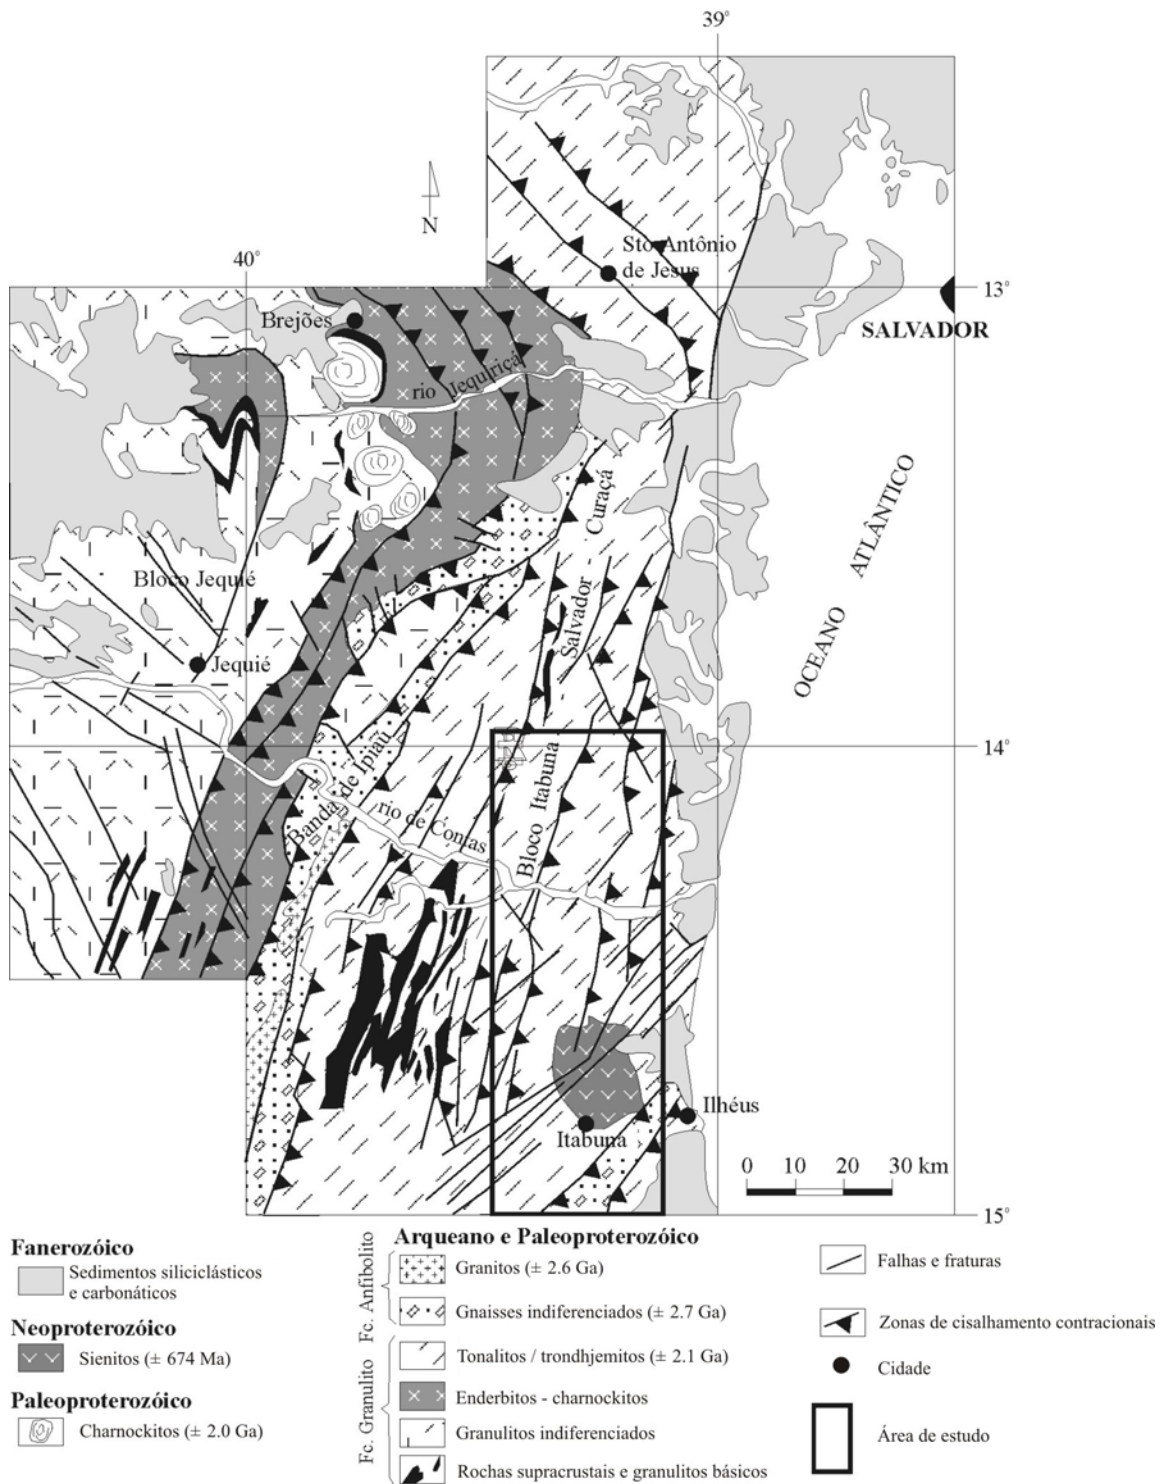 39°
N
40°
Sto Antônio
de Jesus
13°
Brejões
SALVADOR
rio Jequiriçá
Salvador Curaçá
OCEANO ATLÂNTICO
Bloco Jequié
Jequié
14°
Banda de Ipiaú
rio de Contas
Bloco Itabuna
Ilhéus
Itabuna
0 10 20 30 km
15°
Fanerozóico
Sedimentos siliciclásticos
e carbonáticos
Neoproterozóico
Sienitos (± 674 Ma)
Paleoproterozóico
Charnockitos (± 2.0 Ga)
Arqueano e Paleoproterozóico
Fc. Anfibolito
Granitos (± 2.6 Ga)
Gnaisses indiferenciados (± 2.7 Ga)
Fc. Granulito
Tonalitos / trondhjemitos (± 2.1 Ga)
Enderbitos - charnockitos
Granulitos indiferenciados
Rochas supracrustais e granulitos básicos
Falhas e fraturas
Zonas de cisalhamento contracionais
Cidade
Área de estudo